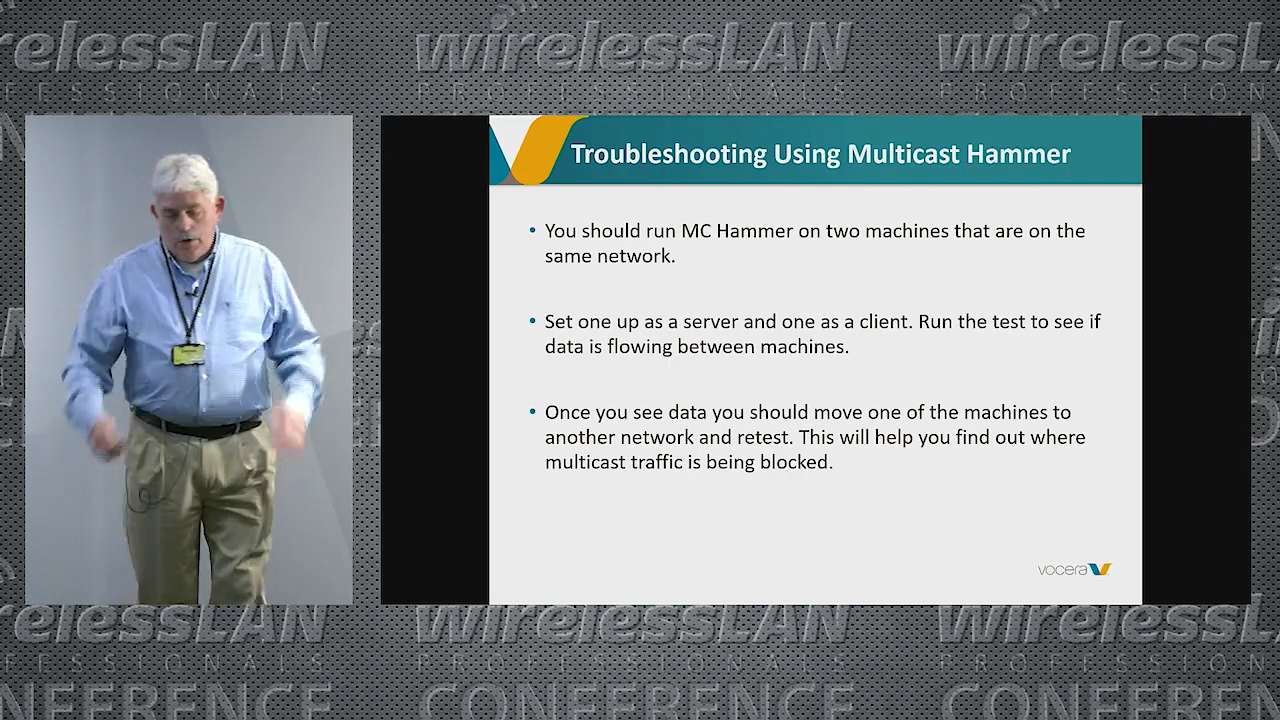 wirelessLAN
PROFESSIONALS
Troubleshooting Using Multicast Hammer
• You should run MC Hammer on two machines that are on the
same network.
• Set one up as a server and one as a client. Run the test to see if
data is flowing between machines.
• Once you see data you should move one of the machines to
another network and retest. This will help you find out where
multicast traffic is being blocked.
vocera
wirelessLAN
PROFESSIONALS
CONFERENCE